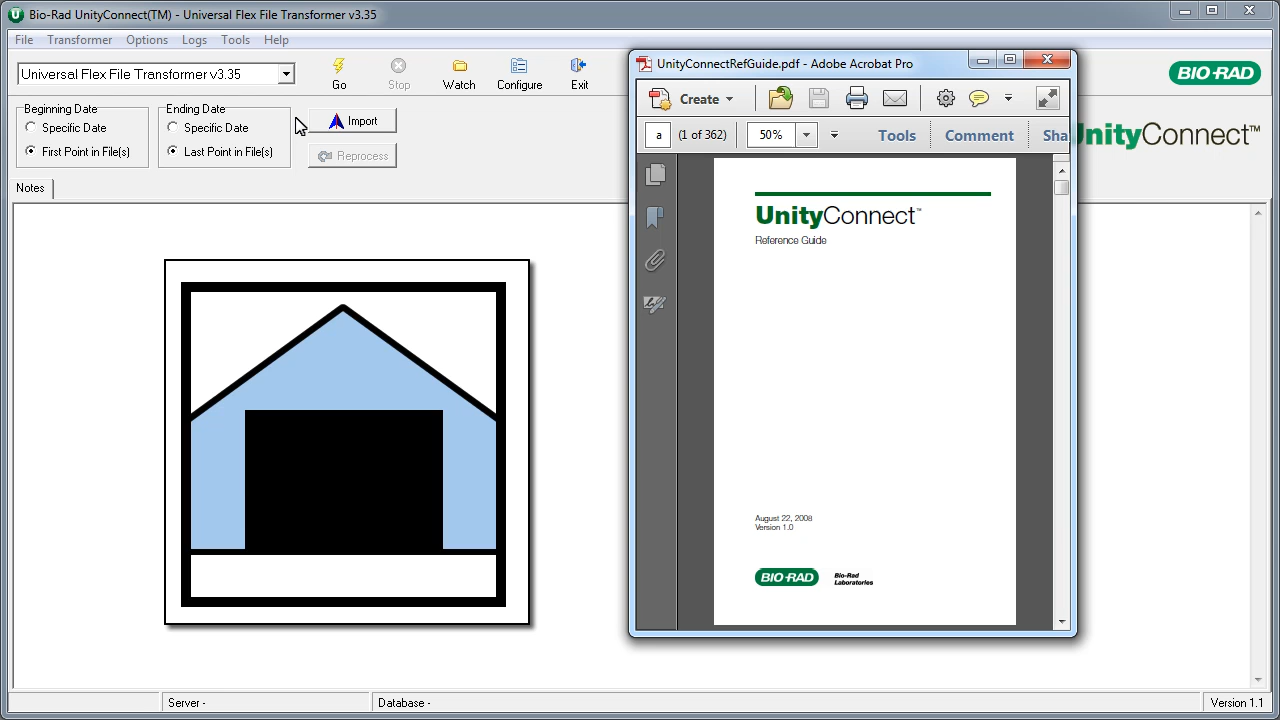 Bio-Rad UnityConnect(TM) - Universal Flex File Transformer v3.35
File Transformer Options Logs Tools Help
Universal Flex File Transformer v3.35
Go Stop Watch Configure Exit
BIO-RAD
Beginning Date
Specific Date
First Point in File(s)
Ending Date
Specific Date
Last Point in File(s)
Import
Reprocess
UnityConnect™
Notes
UnityConnectRefGuide.pdf - Adobe Acrobat Pro
Create
a (1 of 362) 50% Tools Comment Sha
UnityConnect™
Reference Guide
August 22, 2008
Version 1.0
BIO-RAD
Bio-Rad
Laboratories
Server - Database - Version 1.1